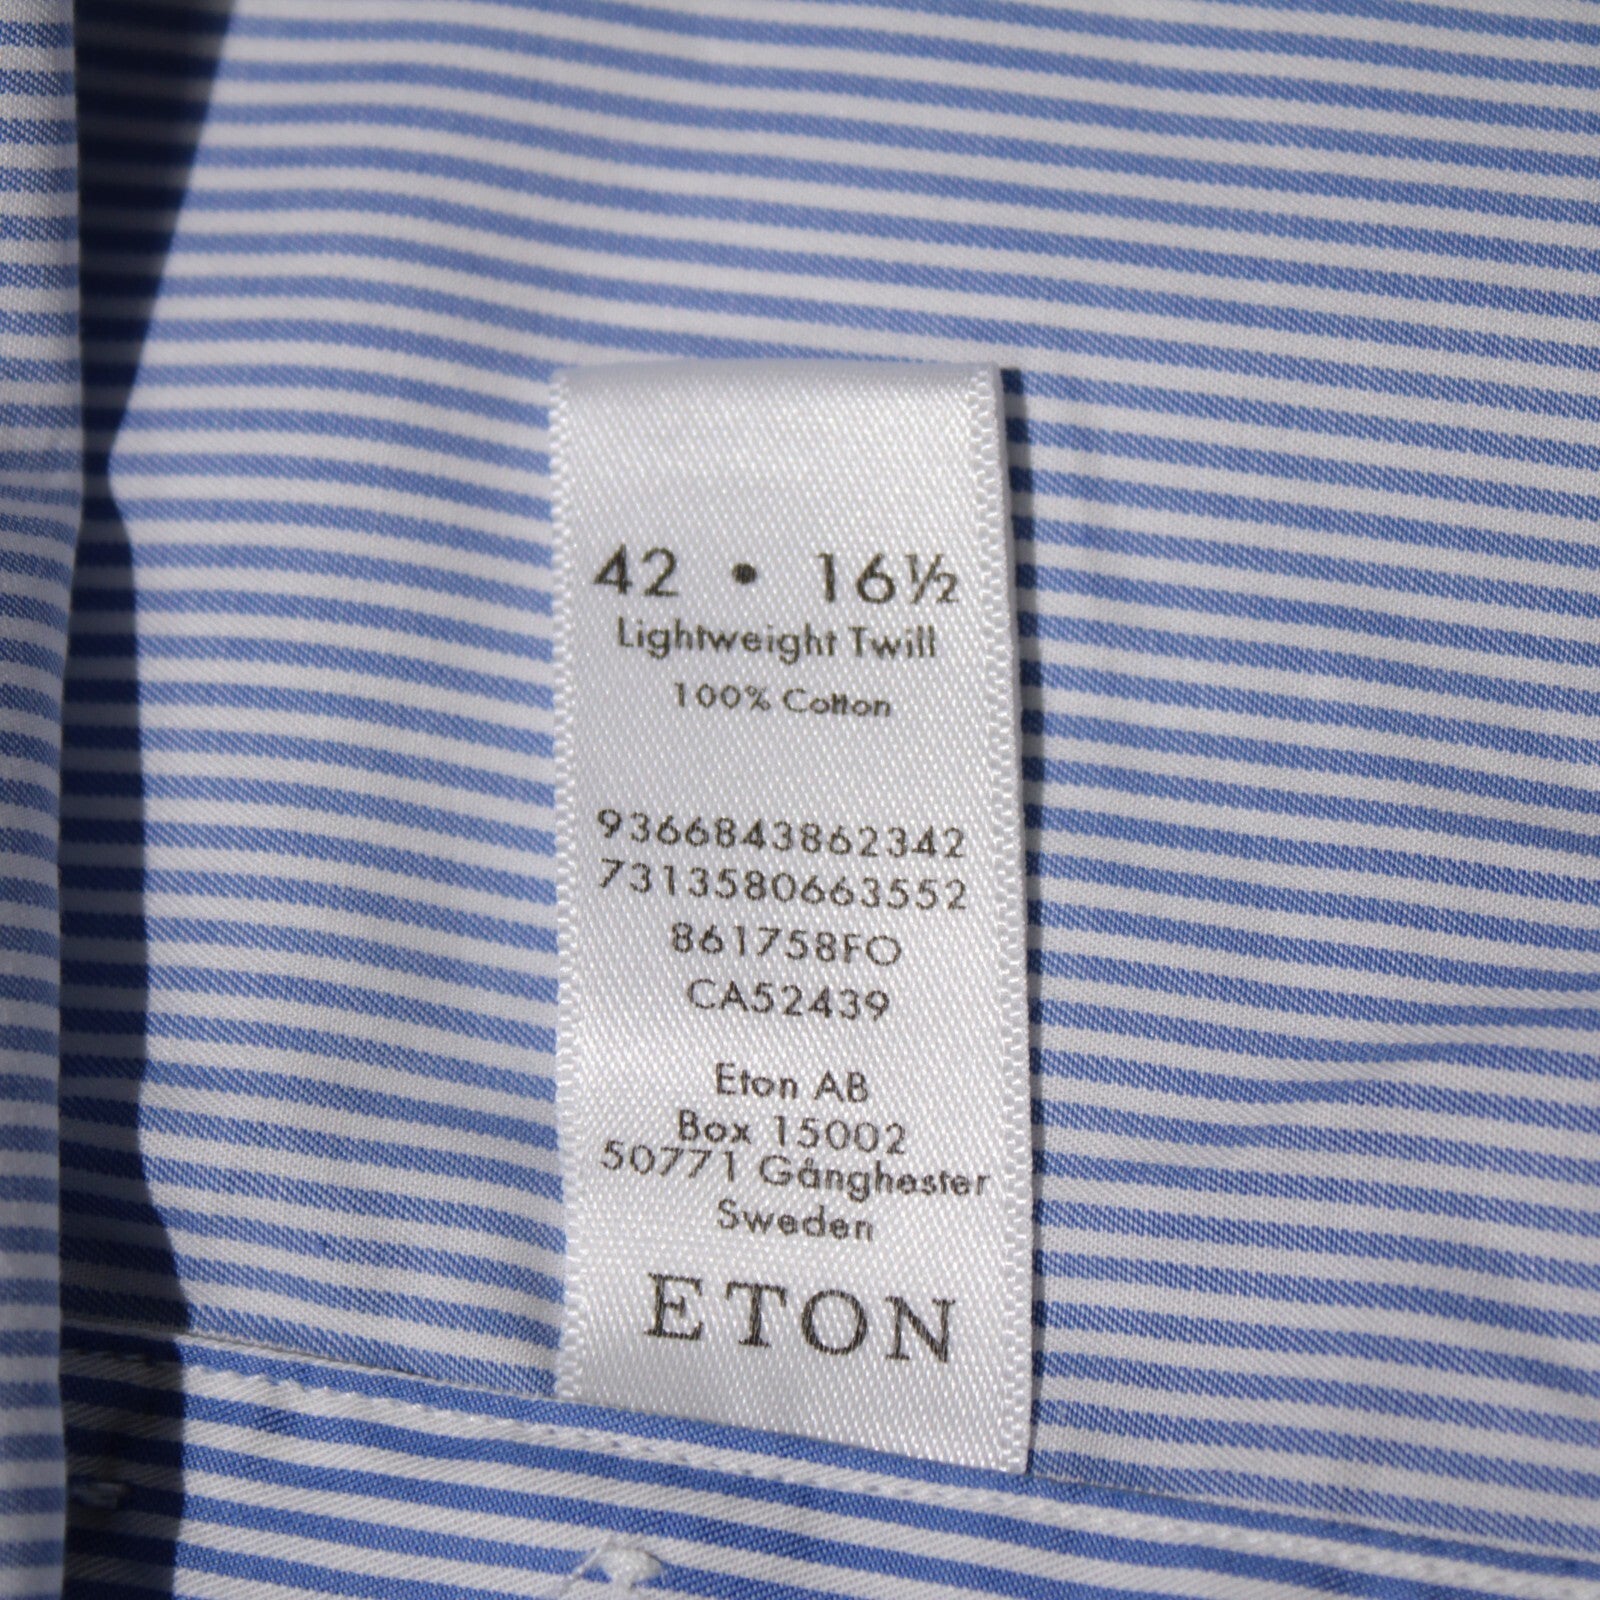 42 • 16½
Lightweight Twill
100% Cotton
9366843862342
7313580663552
861758FO
CA52439
Eton AB
Box 15002
50771 Gånghester
Sweden
ETON